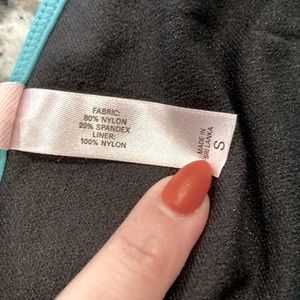 FABRIC:
80% NYLON
20% SPANDEX
LINER:
100% NYLON
MADE IN
SRI LANKA
S